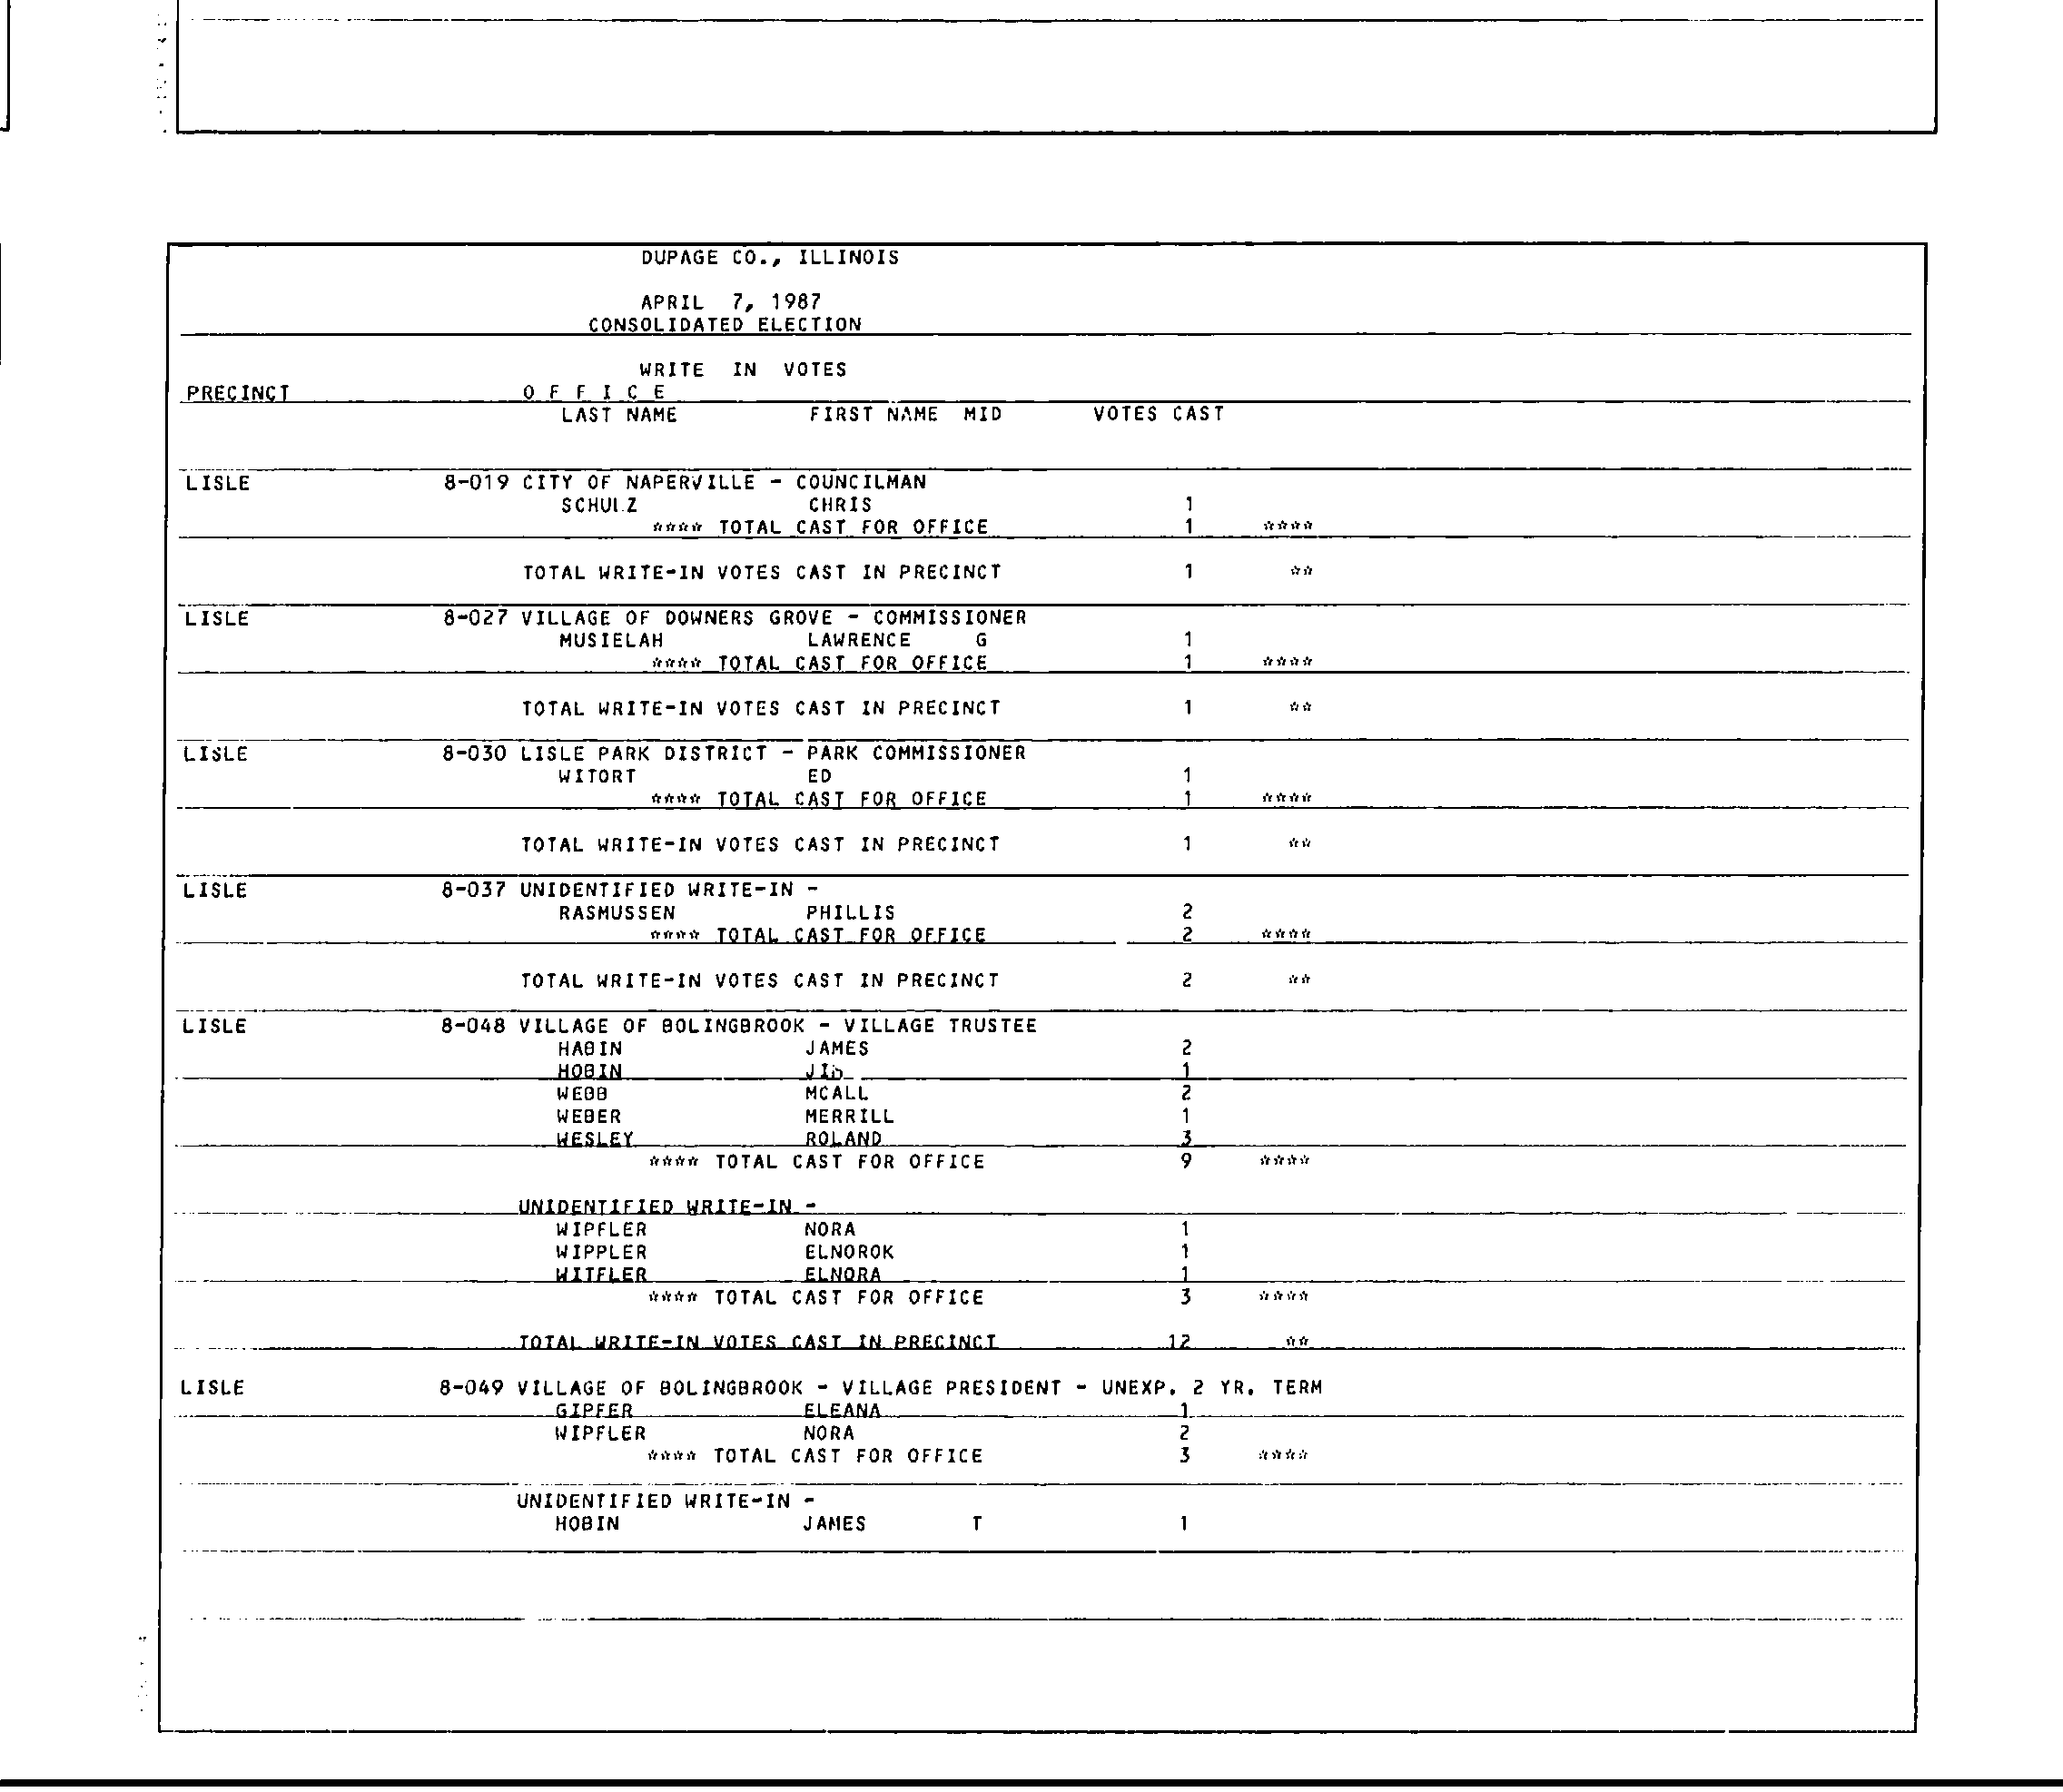 DUPAGE CO., ILLINOIS
APRIL 7, 1987
CONSOLIDATED ELECTION
WRITE IN VOTES
PRECINCT O F F I C E
LAST NAME FIRST NAME MID VOTES CAST
LISLE 8-019 CITY OF NAPERVILLE - COUNCILMAN
SCHULZ CHRIS 1
**** TOTAL CAST FOR OFFICE 1 ****
TOTAL WRITE-IN VOTES CAST IN PRECINCT 1 **
LISLE 8-027 VILLAGE OF DOWNERS GROVE - COMMISSIONER
MUSIELAH LAWRENCE G 1
**** TOTAL CAST FOR OFFICE 1 ****
TOTAL WRITE-IN VOTES CAST IN PRECINCT 1 **
LISLE 8-030 LISLE PARK DISTRICT - PARK COMMISSIONER
WITORT ED 1
**** TOTAL CAST FOR OFFICE 1 ****
TOTAL WRITE-IN VOTES CAST IN PRECINCT 1 **
LISLE 8-037 UNIDENTIFIED WRITE-IN -
RASMUSSEN PHILLIS 2
**** TOTAL CAST FOR OFFICE 2 ****
TOTAL WRITE-IN VOTES CAST IN PRECINCT 2 **
LISLE 8-048 VILLAGE OF BOLINGBROOK - VILLAGE TRUSTEE
HABIN JAMES 2
HOBIN 1
WEBB MCALL 2
WEBER MERRILL 1
WESLEY ROLAND 3
**** TOTAL CAST FOR OFFICE 9 ****
UNIDENTIFIED WRITE-IN -
WIPFLER NORA 1
WIPPLER ELNOROK 1
WITFLER ELNORA 1
**** TOTAL CAST FOR OFFICE 3 ****
TOTAL WRITE-IN VOTES CAST IN PRECINCT 12 **
LISLE 8-049 VILLAGE OF BOLINGBROOK - VILLAGE PRESIDENT - UNEXP. 2 YR. TERM
GIPFER ELEANA 1
WIPFLER NORA 2
**** TOTAL CAST FOR OFFICE 3 ****
UNIDENTIFIED WRITE-IN -
HOBIN JAMES T 1